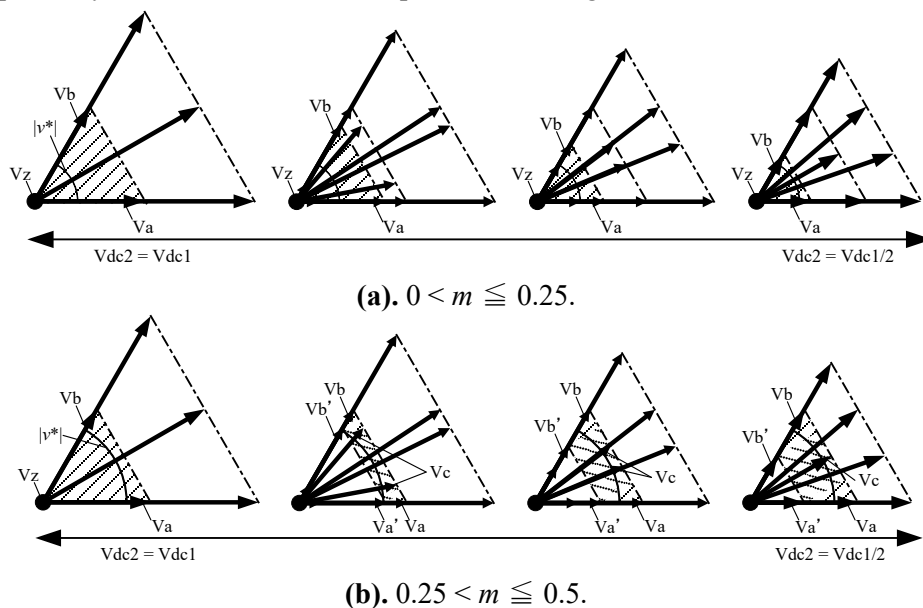 Vb
|v*|
Vz
Va
Vb
Vz
Va
Vb
Vz
Va
Vb
Vz
Va
Vdc2 = Vdc1
Vdc2 = Vdc1/2
(a). 0 < m ≦ 0.25.
Vb
|v*|
Vz
Va
Vb
Vb'
Vc
Va' Va
Vb
Vb'
Vc
Va' Va
Vb
Vb'
Vc
Va' Va
Vdc2 = Vdc1
Vdc2 = Vdc1/2
(b). 0.25 < m ≦ 0.5.